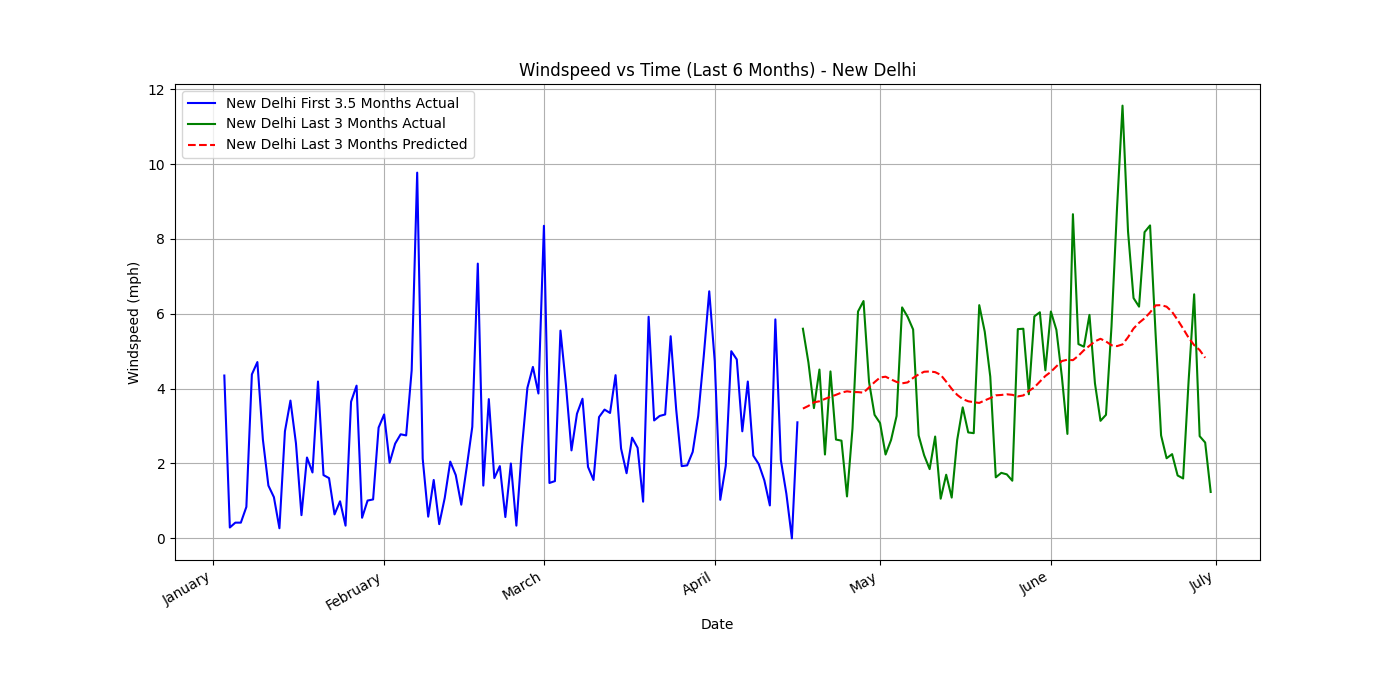 Windspeed vs Time (Last 6 Months) - New Delhi
New Delhi First 3.5 Months Actual
New Delhi Last 3 Months Actual
New Delhi Last 3 Months Predicted
Windspeed (mph)
12
10
8
6
4
2
0
January
February
March
April
May
June
July
Date